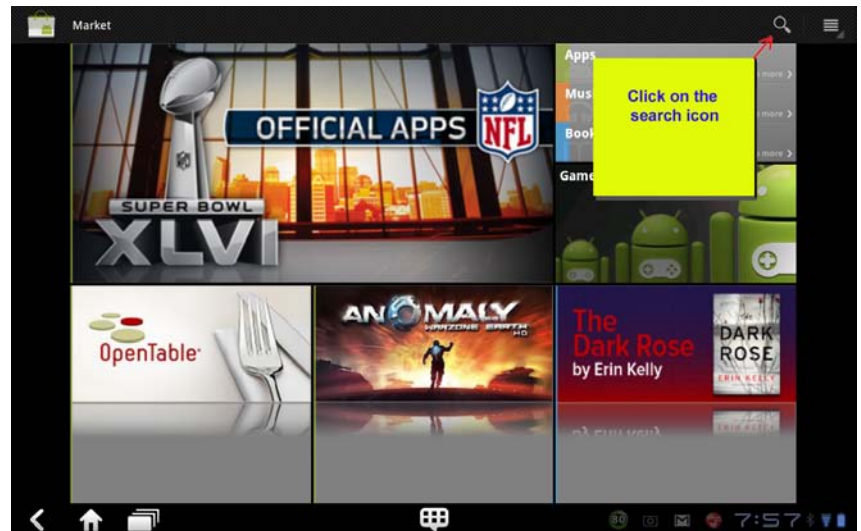 Market
OFFICIAL APPS
NFL
SUPER BOWL
XLVI
Apps
more >
Mus
more >
Book
more >
Game
Click on the
search icon
OpenTable
ANOMALY
WARZONE EARTH
HD
The
Dark Rose
by Erin Kelly
THE
DARK
ROSE
ERIN KELLY
80
7:57